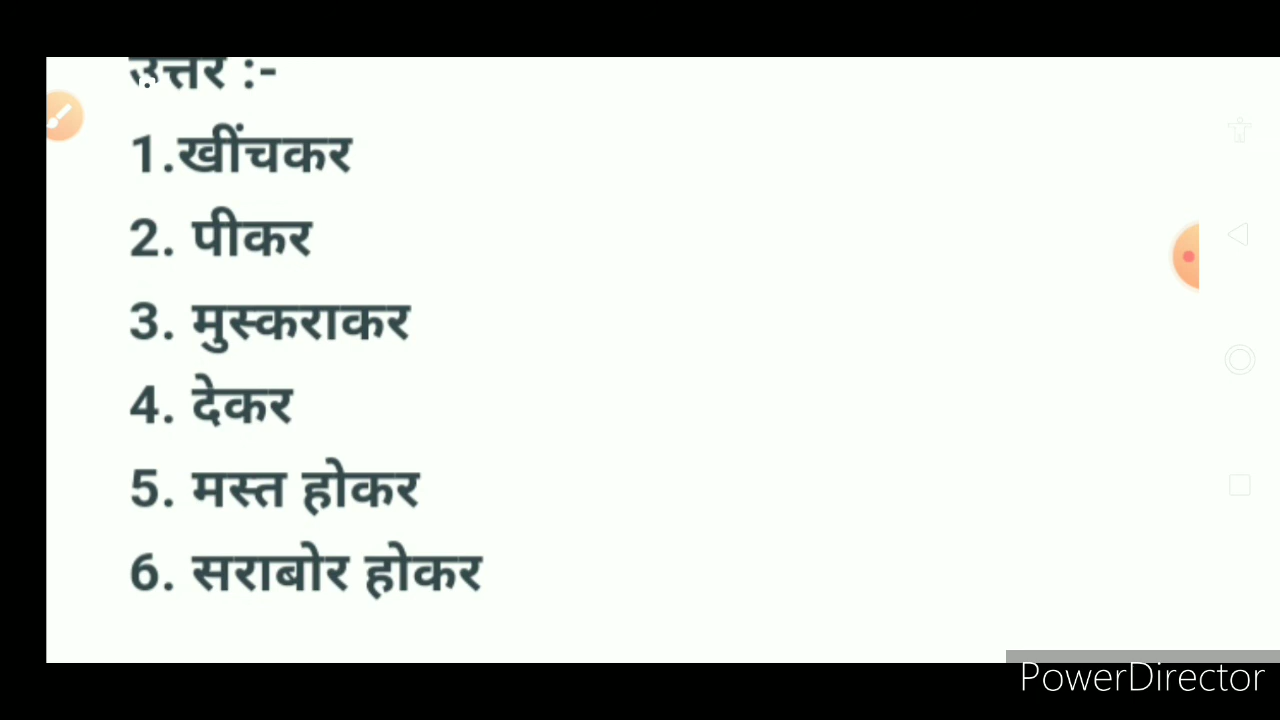 उत्तर :-
1.खींचकर
2. पीकर
3. मुस्कराकर
4. देकर
5. मस्त होकर
6. सराबोर होकर
PowerDirector